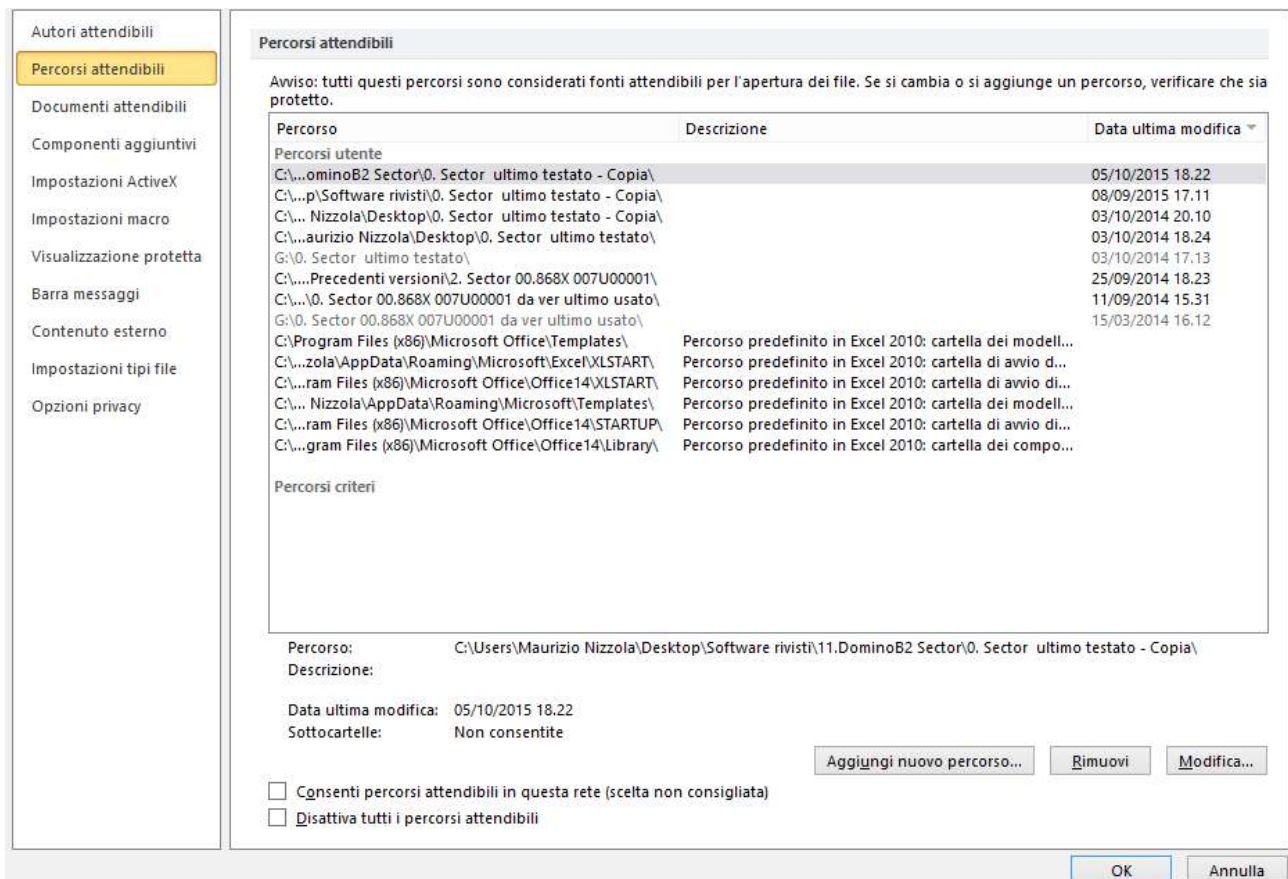 Autori attendibili
Percorsi attendibili
Documenti attendibili
Componenti aggiuntivi
Impostazioni ActiveX
Impostazioni macro
Visualizzazione protetta
Barra messaggi
Contenuto esterno
Impostazioni tipi file
Opzioni privacy
Percorsi attendibili
Avviso: tutti questi percorsi sono considerati fonti attendibili per l'apertura dei file. Se si cambia o si aggiunge un percorso, verificare che sia
protetto.
Percorso Descrizione Data ultima modifica
Percorsi utente
C:\...ominoB2 Sector\0. Sector  ultimo testato - Copia\ 05/10/2015 18.22
C:\...p\Software rivisti\0. Sector  ultimo testato - Copia\ 08/09/2015 17.11
C:\... Nizzola\Desktop\0. Sector  ultimo testato - Copia\ 03/10/2014 20.10
C:\...aurizio Nizzola\Desktop\0. Sector  ultimo testato\ 03/10/2014 18.24
G:\0. Sector  ultimo testato\ 03/10/2014 17.13
C:\....Precedenti versioni\2. Sector 00.868X 007U00001\ 25/09/2014 18.23
C:\...\0. Sector 00.868X 007U00001 da ver ultimo usato\ 11/09/2014 15.31
G:\0. Sector 00.868X 007U00001 da ver ultimo usato\ 15/03/2014 16.12
C:\Program Files (x86)\Microsoft Office\Templates\ Percorso predefinito in Excel 2010: cartella dei modell...
C:\...zola\AppData\Roaming\Microsoft\Excel\XLSTART\ Percorso predefinito in Excel 2010: cartella di avvio d...
C:\...ram Files (x86)\Microsoft Office\Office14\XLSTART\ Percorso predefinito in Excel 2010: cartella di avvio di...
C:\... Nizzola\AppData\Roaming\Microsoft\Templates\ Percorso predefinito in Excel 2010: cartella dei modell...
C:\...ram Files (x86)\Microsoft Office\Office14\STARTUP\ Percorso predefinito in Excel 2010: cartella di avvio di...
C:\...gram Files (x86)\Microsoft Office\Office14\Library\ Percorso predefinito in Excel 2010: cartella dei compo...
Percorsi criteri
Percorso: C:\Users\Maurizio Nizzola\Desktop\Software rivisti\11.DominoB2 Sector\0. Sector  ultimo testato - Copia\
Descrizione:
Data ultima modifica: 05/10/2015 18.22
Sottocartelle: Non consentite
Aggiungi nuovo percorso... Rimuovi Modifica...
Consenti percorsi attendibili in questa rete (scelta non consigliata)
Disattiva tutti i percorsi attendibili
OK Annulla